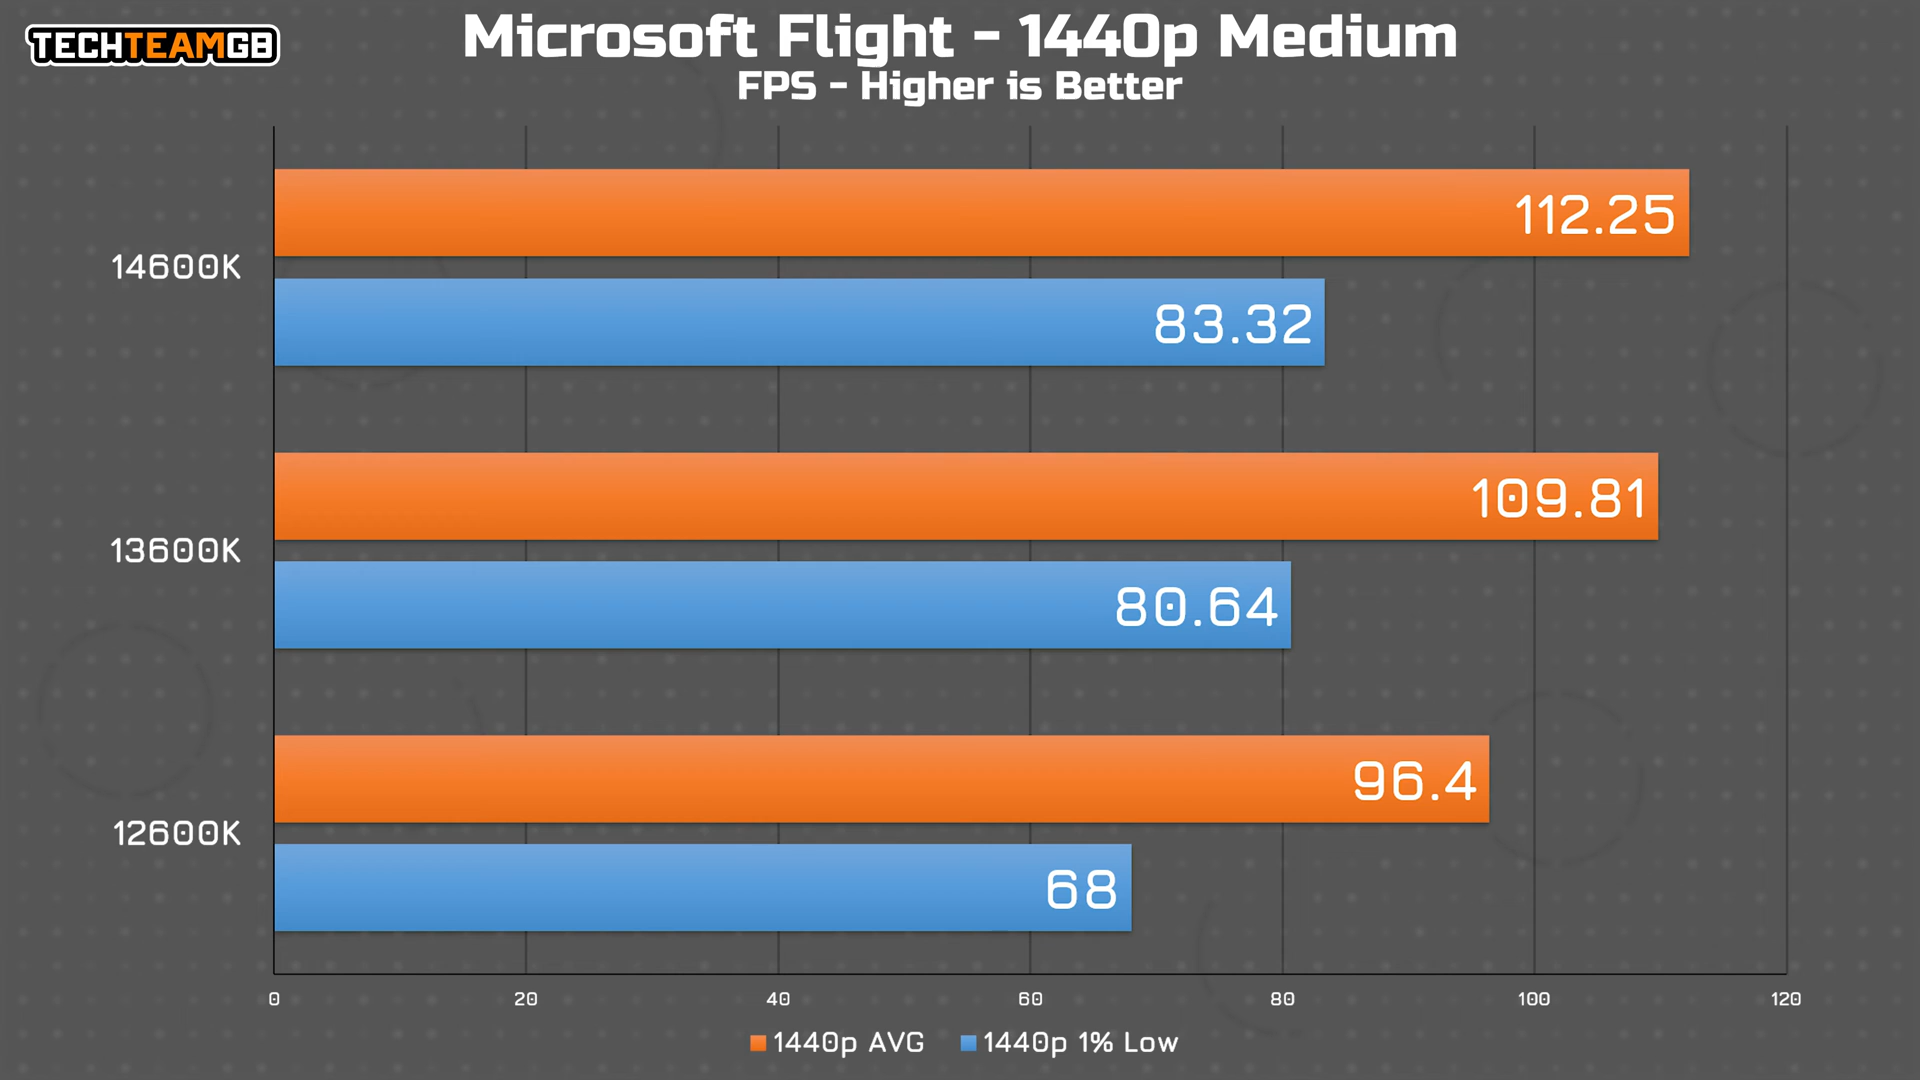 TECHTEAMGB
Microsoft Flight - 1440p Medium
FPS - Higher is Better
14600K
112.25
83.32
13600K
109.81
80.64
12600K
96.4
68
0 20 40 60 80 100 120
1440p AVG 1440p 1% Low